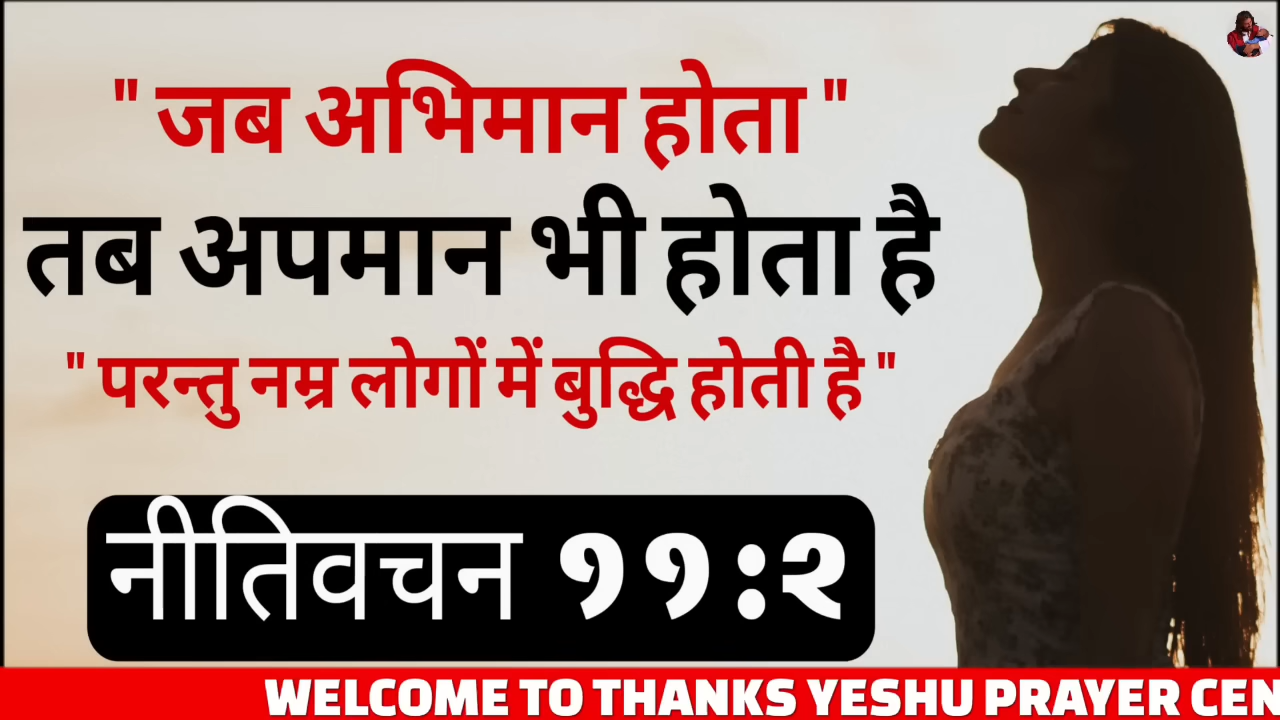 " जब अभिमान होता "
तब अपमान भी होता है
" परन्तु नम्र लोगों में बुद्धि होती है "
नीतिवचन ११:२
WELCOME TO THANKS YESHU PRAYER CEN